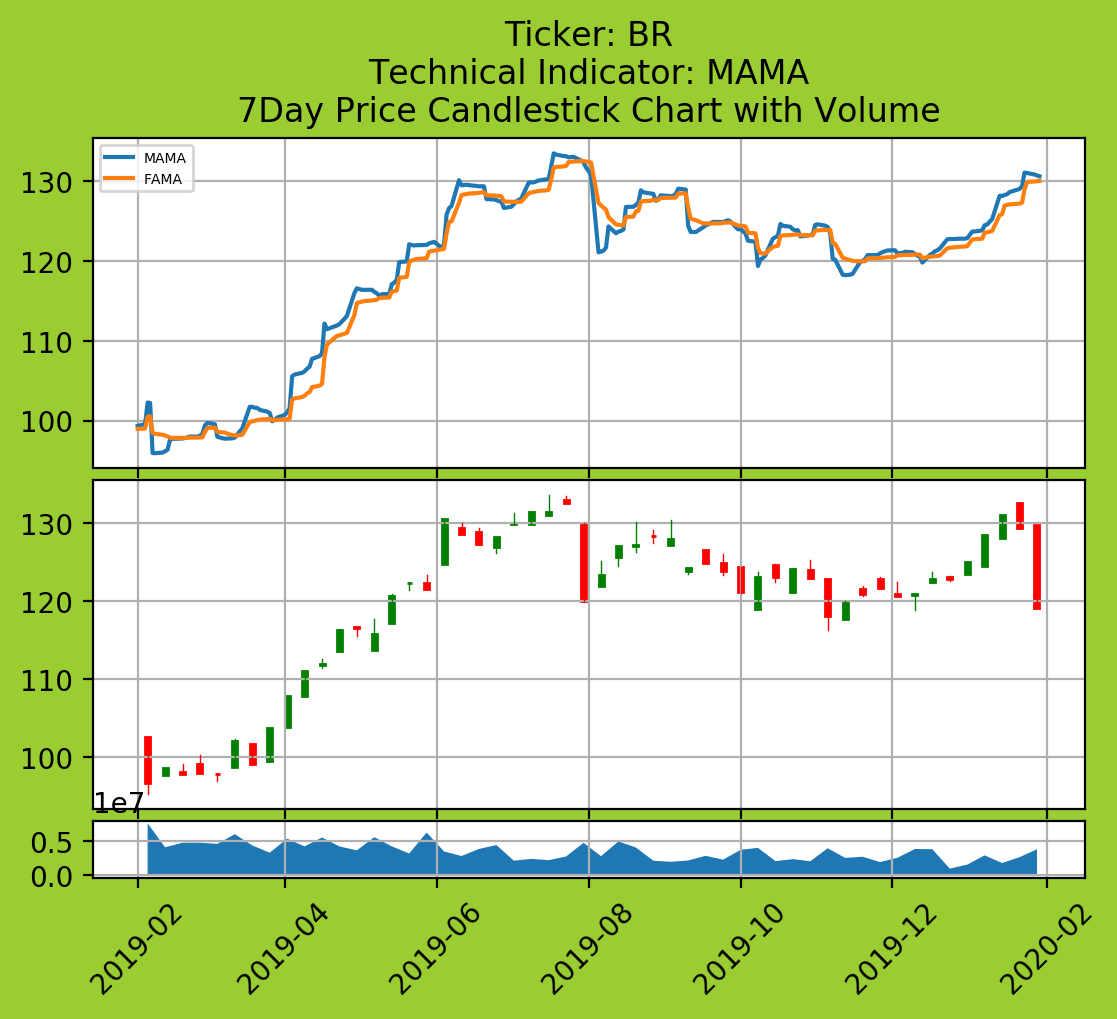 Ticker: BR
Technical Indicator: MAMA
7Day Price Candlestick Chart with Volume
MAMA
FAMA
130
120
110
100
130
120
110
100
1e7
0.5
0.0
2019-02
2019-04
2019-06
2019-08
2019-10
2019-12
2020-02